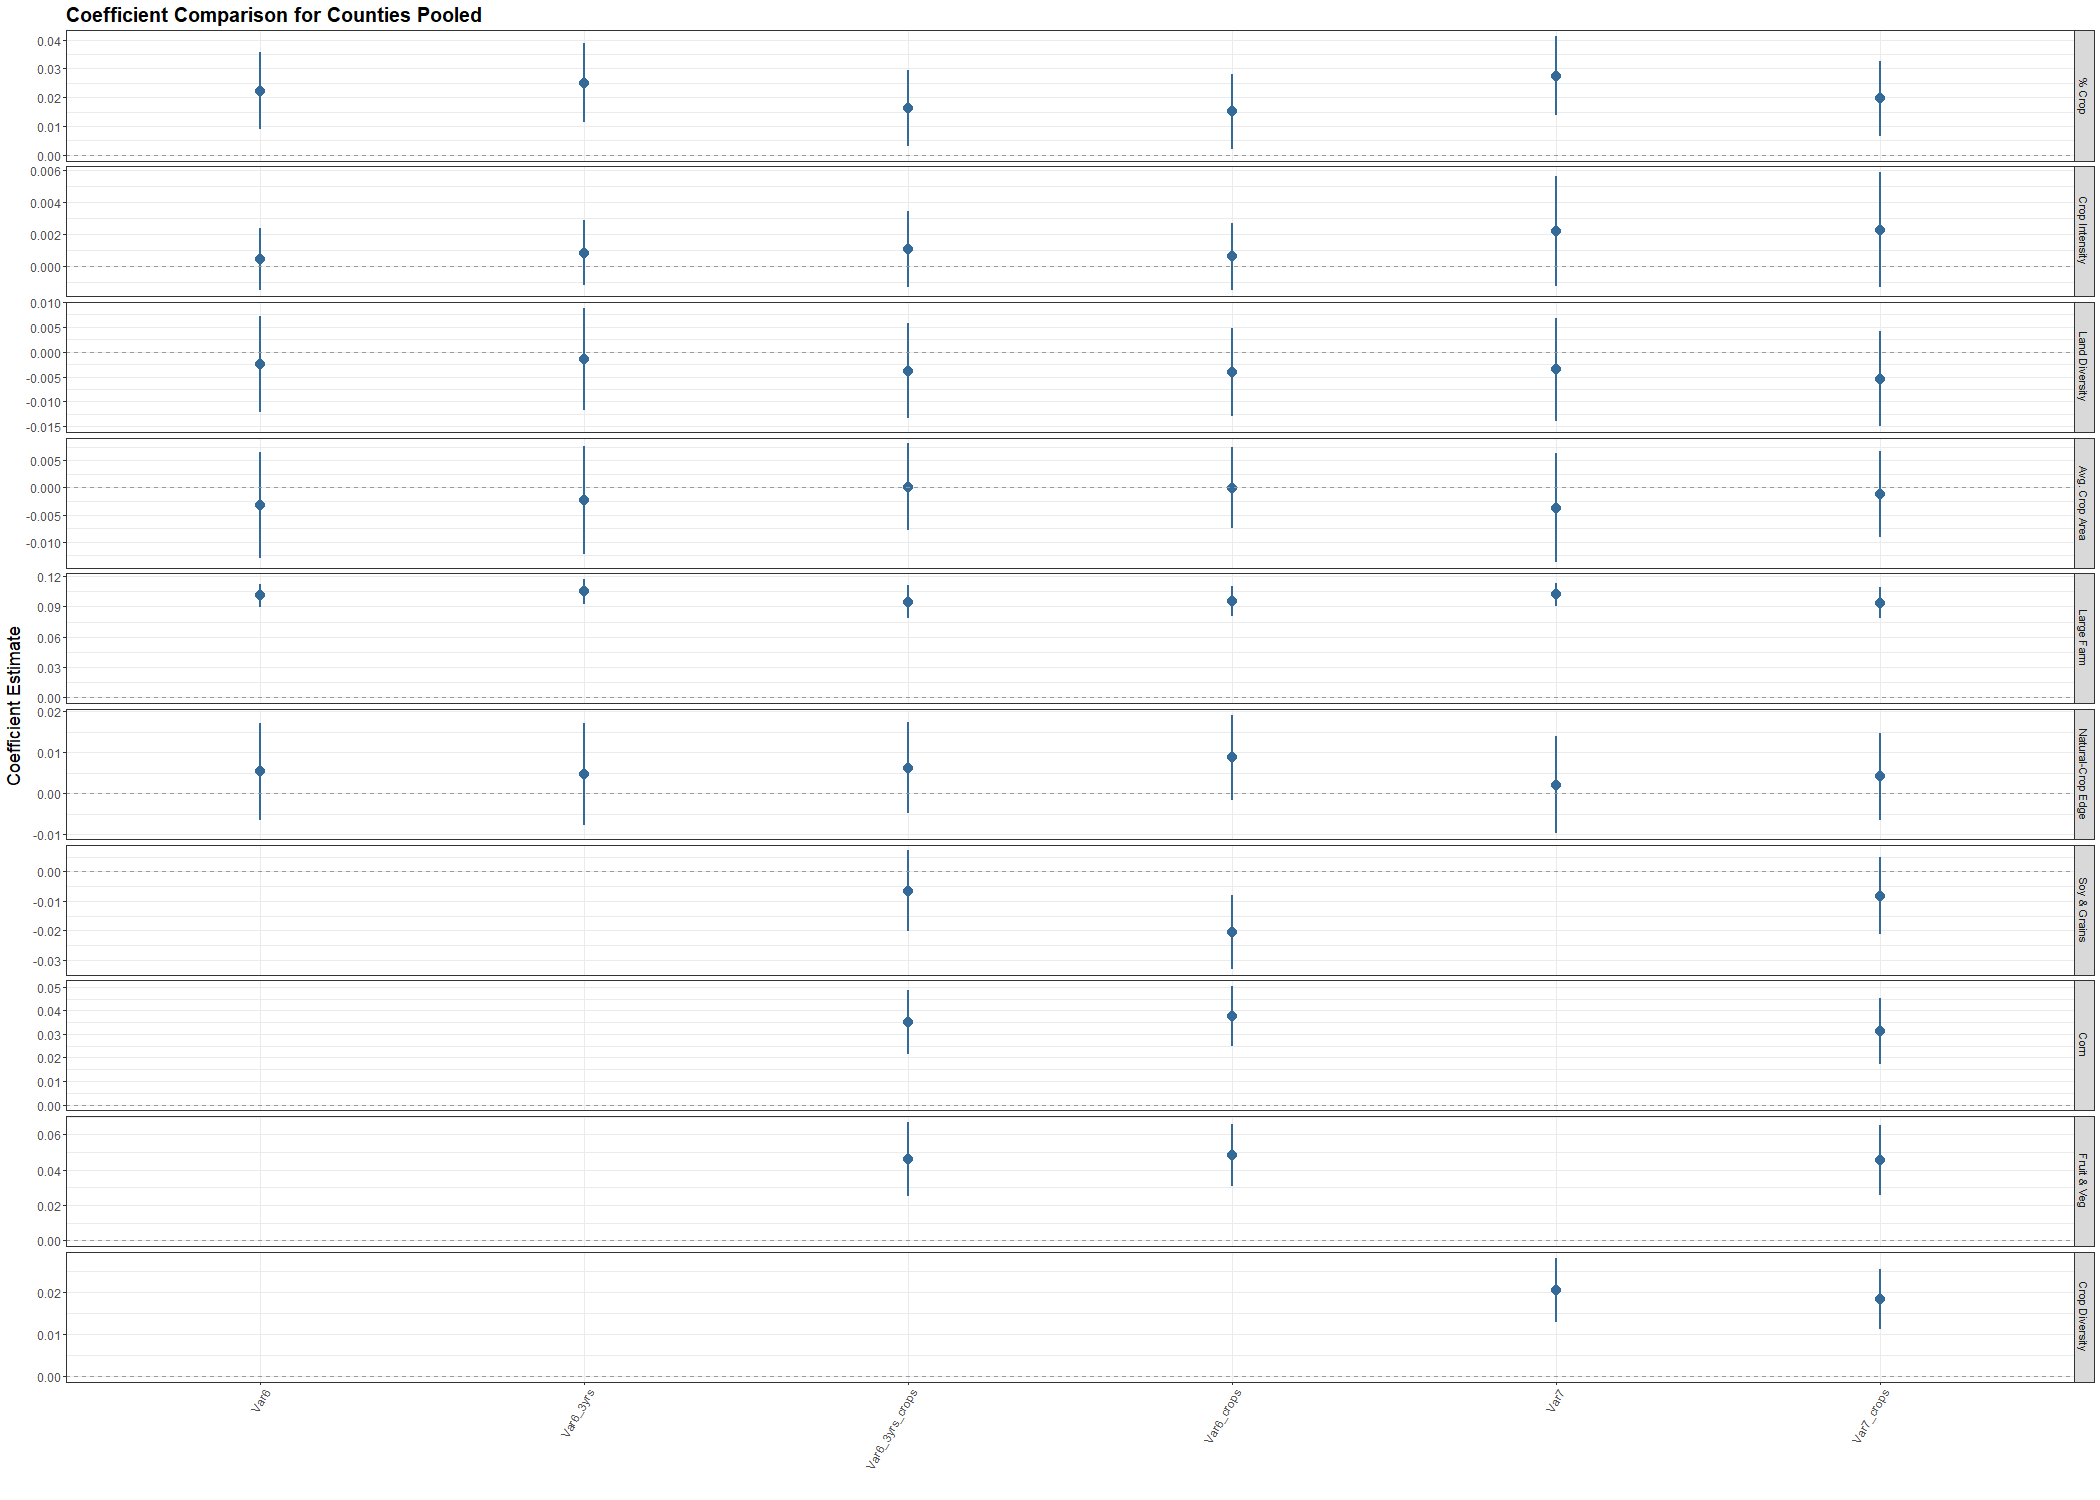 Coefficient Comparison for Counties Pooled
Coefficient Estimate
0.04
0.03
0.02
0.01
0.00
% Crop
0.006
0.004
0.002
0.000
Crop Intensity
0.010
0.005
0.000
-0.005
-0.010
-0.015
Land Diversity
0.005
0.000
-0.005
-0.010
Avg. Crop Area
0.12
0.09
0.06
0.03
0.00
Large Farm
0.02
0.01
0.00
-0.01
Natural-Crop Edge
0.00
-0.01
-0.02
-0.03
Soy & Grains
0.05
0.04
0.03
0.02
0.01
0.00
Corn
0.06
0.04
0.02
0.00
Fruit & Veg
0.02
0.01
0.00
Crop Diversity
Var6
Var6_3yrs
Var6_3yrs_crops
Var6_crops
Var7
Var7_crops